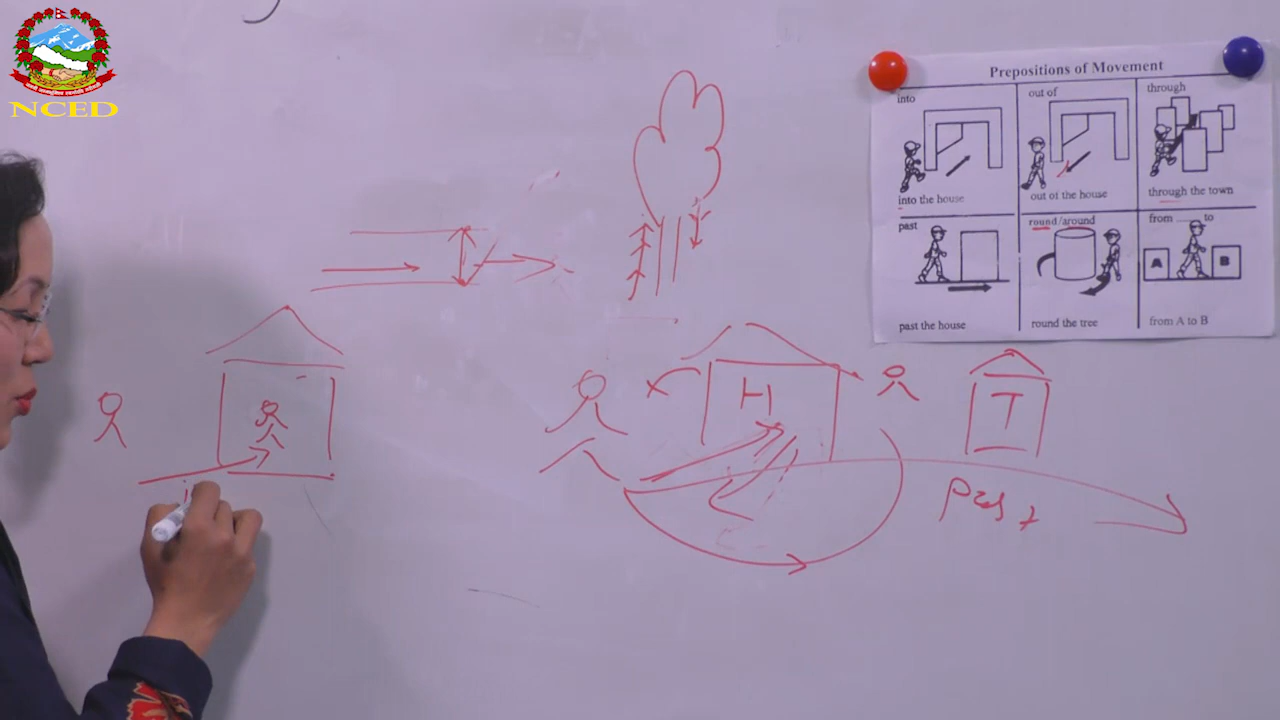 NCED
Prepositions of Movement
into
out of
through
into the house
out of the house
through the town
past
round/around
from ___ to
A
B
past the house
round the tree
from A to B
H
T
past